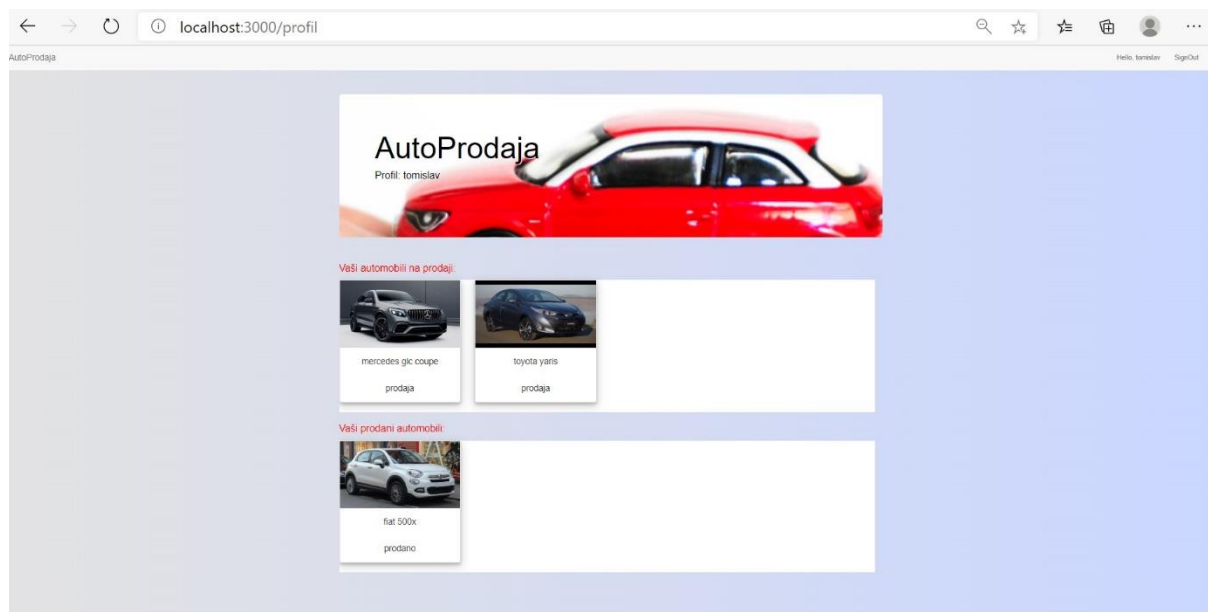 localhost:3000/profil
AutoProdaja
Hello, tomislav SignOut
AutoProdaja
Profil: tomislav
Vaši automobili na prodaji:
mercedes glc coupe
toyota yaris
prodaja
prodaja
Vaši prodani automobili:
fiat 500x
prodano